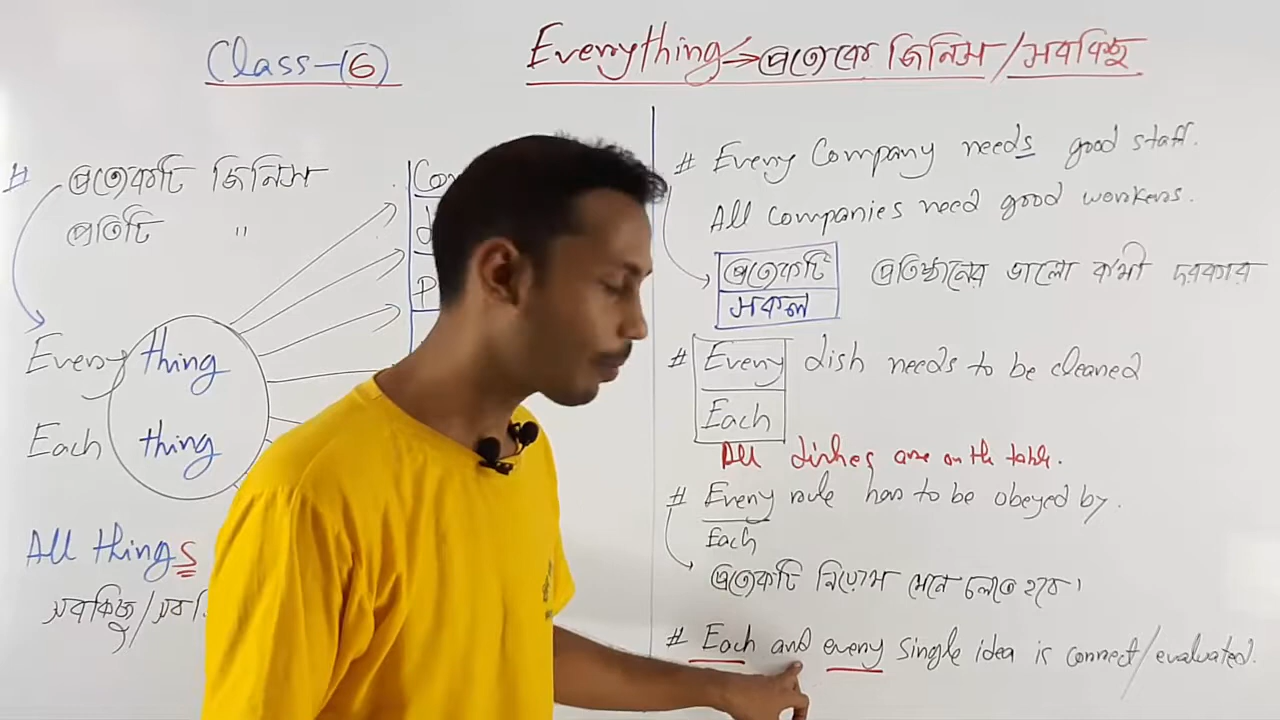 Class-(6)
Everything → প্রত্যেক জিনিস/সবকিছু
# প্রত্যেকটি জিনিস
প্রতিটি "
Every thing
Each thing
All things
সবকিছু/সব
# Every Company needs good staff.
All companies need good workers.
প্রত্যেকটি প্রতিষ্ঠানের ভালো কর্মী দরকার
সকল
# Every dish needs to be cleaned
Each
All dishes are on the table.
# Every rule has to be obeyed by.
Each
প্রত্যেকটি নিয়ম মেনে চলতে হবে।
# Each and every single idea is correct/evaluated.